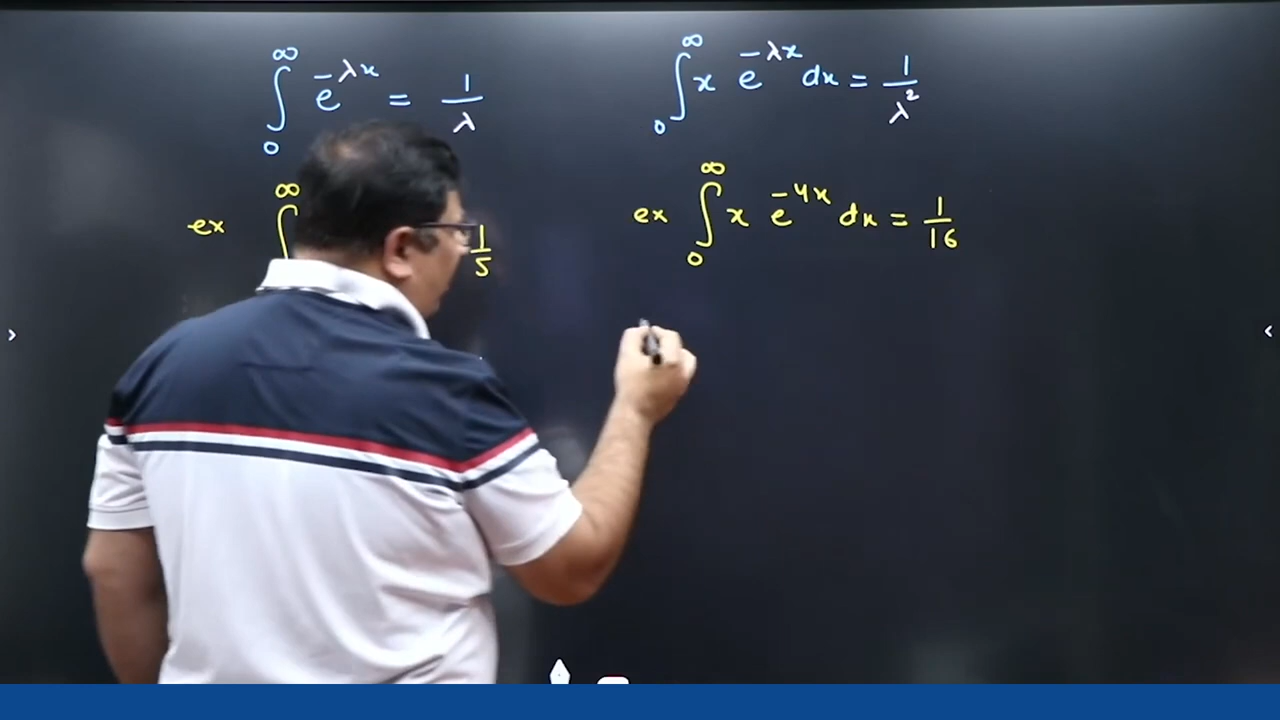 ∫₀^∞ e^{-λx} = 1/λ
∫₀^∞ x e^{-λx} dx = 1/λ²
ex ∫ ^∞ 1/5
ex ∫₀^∞ x e^{-4x} dx = 1/16